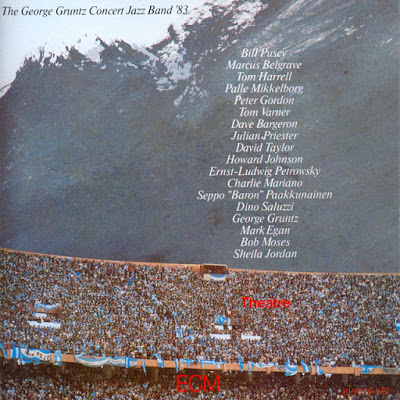 The George Gruntz Concert Jazz Band '83
Bill Pusey
Marcus Belgrave
Tom Harrell
Palle Mikkelborg
Peter Gordon
Tom Varner
Dave Bargeron
Julian Priester
David Taylor
Howard Johnson
Ernst-Ludwig Petrowsky
Charlie Mariano
Seppo "Baron" Paakkunainen
Dino Saluzzi
George Gruntz
Mark Egan
Bob Moses
Sheila Jordan
Theatre
ECM